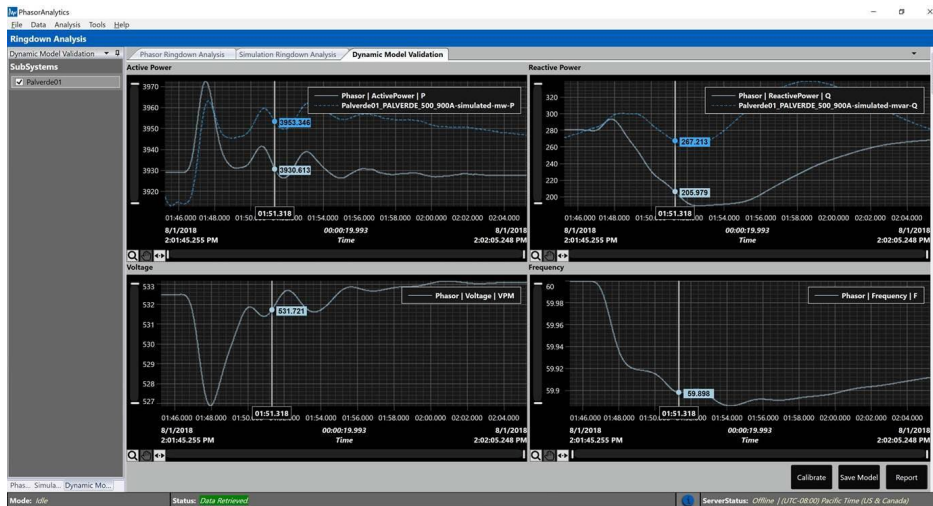 PhasorAnalytics
File Data Analysis Tools Help
Ringdown Analysis
Dynamic Model Validation
Phasor Ringdown Analysis Simulation Ringdown Analysis Dynamic Model Validation
SubSystems
Palverde01
Active Power
3970
3960
3950
3940
3930
3920
Phasor | ActivePower | P
Palverde01_PALVERDE_500_900A-simulated-mw-P
3953.346
3930.613
01:51.318
01:46.000 01:48.000 01:50. 01:54.000 01:56.000 01:58.000 02:00.000 02:02.000 02:04.000
8/1/2018 00:00:19.993 8/1/2018
2:01:45.255 PM Time 2:02:05.248 PM
Reactive Power
320
300
280
260
240
220
200
Phasor | ReactivePower | Q
Palverde01_PALVERDE_500_900A-simulated-mvar-Q
267.213
205.979
01:51.318
01:46.000 01:48.000 01:50. 01:54.000 01:56.000 01:58.000 02:00.000 02:02.000 02:04.000
8/1/2018 00:00:19.993 8/1/2018
2:01:45.255 PM Time 2:02:05.248 PM
Voltage
533
532
531
530
529
528
527
Phasor | Voltage | VPM
531.721
01:51.318
01:46.000 01:48.000 01:50. 01:54.000 01:56.000 01:58.000 02:00.000 02:02.000 02:04.000
8/1/2018 00:00:19.993 8/1/2018
2:01:45.255 PM Time 2:02:05.248 PM
Frequency
60
59.98
59.96
59.94
59.92
59.9
Phasor | Frequency | F
59.898
01:51.318
01:46.000 01:48.000 01:50. 01:54.000 01:56.000 01:58.000 02:00.000 02:02.000 02:04.000
8/1/2018 00:00:19.993 8/1/2018
2:01:45.255 PM Time 2:02:05.248 PM
Calibrate Save Model Report
Phas... Simula... Dynamic Mo...
Mode: Idle Status: Data Retrieved ServerStatus: Offline | (UTC-08:00) Pacific Time (US & Canada)